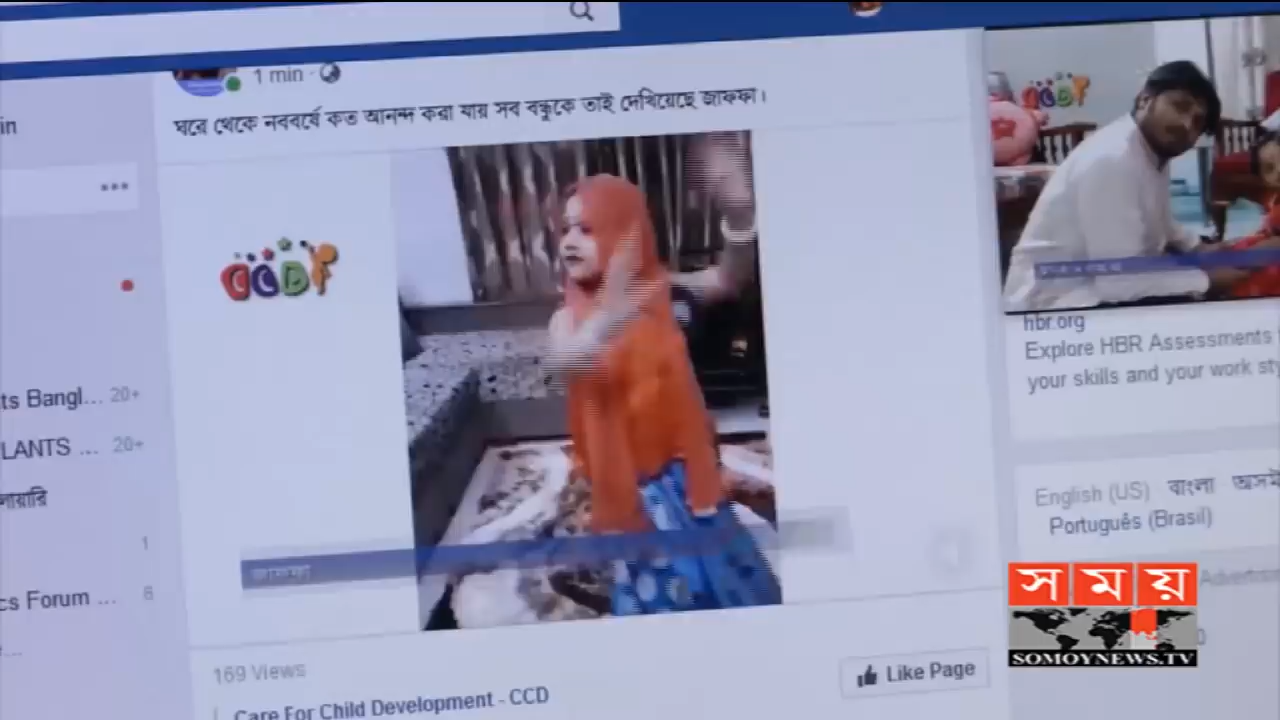 1 min
in
ঘরে থেকে নববর্ষে কত আনন্দ করা যায় সব বন্ধুকে তাই দেখিয়েছে জাফফা।
CCDF
CCDF
hbr.org
Explore HBR Assessments
your skills and your work sty
ts Bangl... 20+
LANTS ... 20+
1
cs Forum ... 8
English (US) বাংলা
Português (Brasil)
সময়
SOMOYNEWS.TV
169 Views
Like Page
Care For Child Development - CCD